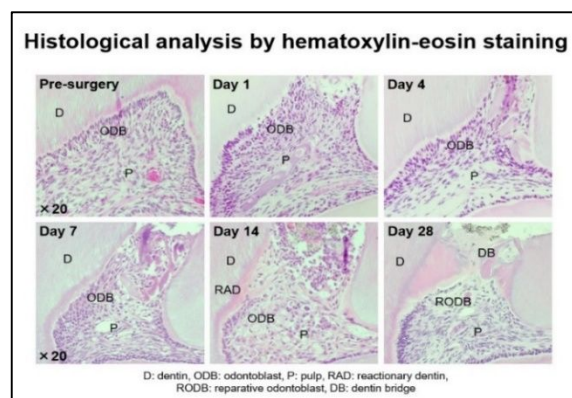 Histological analysis by hematoxylin-eosin staining
Pre-surgery
D
ODB
P
×20
Day 1
D
ODB
P
Day 4
D
ODB
P
Day 7
D
ODB
P
×20
Day 14
D
RAD
ODB
P
Day 28
D
DB
RODB
P
D: dentin, ODB: odontoblast, P: pulp, RAD: reactionary dentin,
RODB: reparative odontoblast, DB: dentin bridge